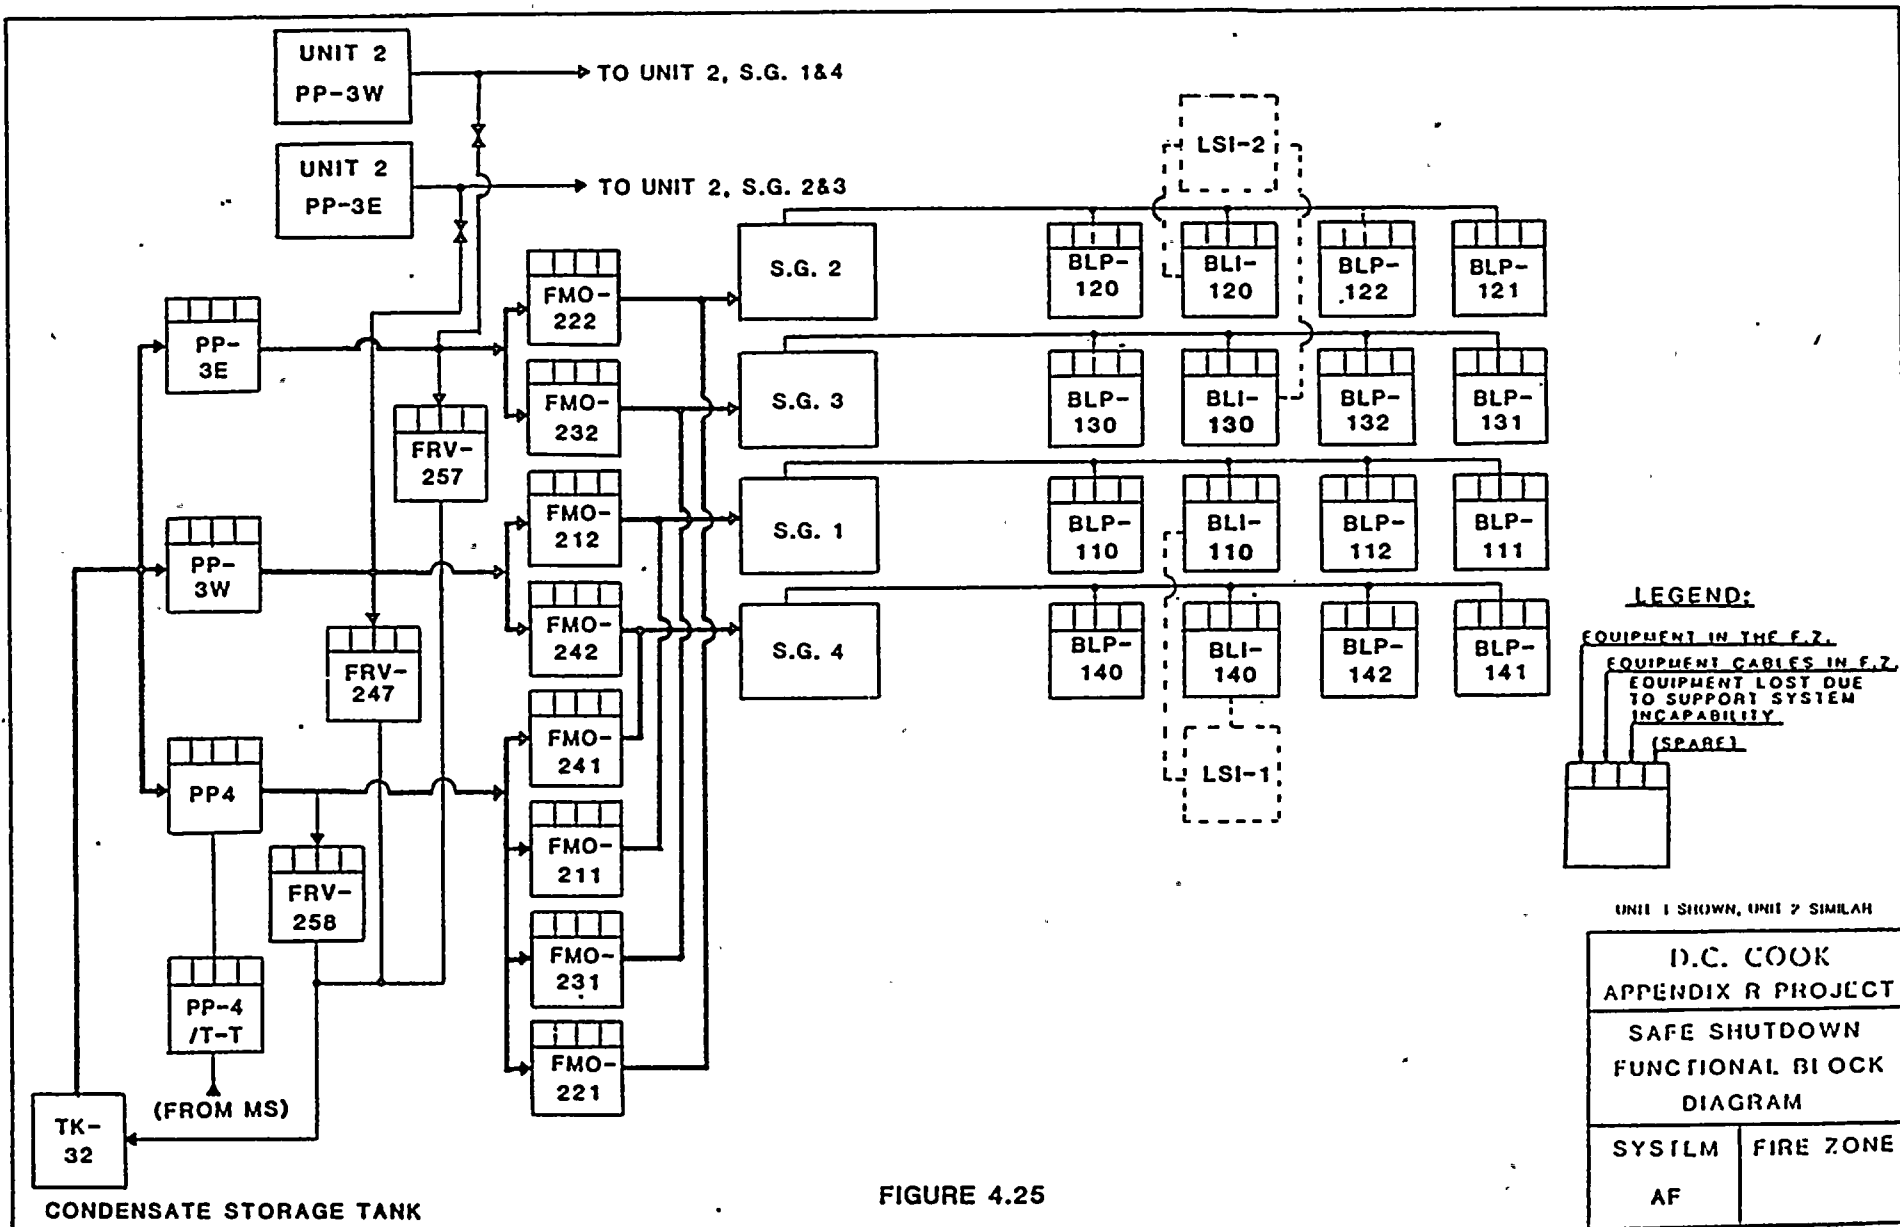 UNIT 2
PP-3W
TO UNIT 2, S.G. 1&4
UNIT 2
PP-3E
TO UNIT 2, S.G. 2&3
LSI-2
PP-
3E
FMO-
222
FMO-
232
FRV-
257
S.G. 2
BLP-
120
BLI-
120
BLP-
122
BLP-
121
S.G. 3
BLP-
130
BLI-
130
BLP-
132
BLP-
131
PP-
3W
FMO-
212
FMO-
242
FRV-
247
S.G. 1
BLP-
110
BLI-
110
BLP-
112
BLP-
111
S.G. 4
BLP-
140
BLI-
140
BLP-
142
BLP-
141
LSI-1
PP4
FRV-
258
FMO-
241
FMO-
211
FMO-
231
FMO-
221
PP-4
/T-T
(FROM MS)
TK-
32
CONDENSATE STORAGE TANK
FIGURE 4.25
LEGEND:
EQUIPMENT IN THE F.Z.
EQUIPMENT CABLES IN F.Z.
EQUIPMENT LOST DUE
TO SUPPORT SYSTEM
INCAPABILITY
(SPARE)
UNIT 1 SHOWN, UNIT 2 SIMILAR
D.C. COOK
APPENDIX R PROJECT
SAFE SHUTDOWN
FUNCTIONAL BLOCK
DIAGRAM
SYSTEM
AF
FIRE ZONE